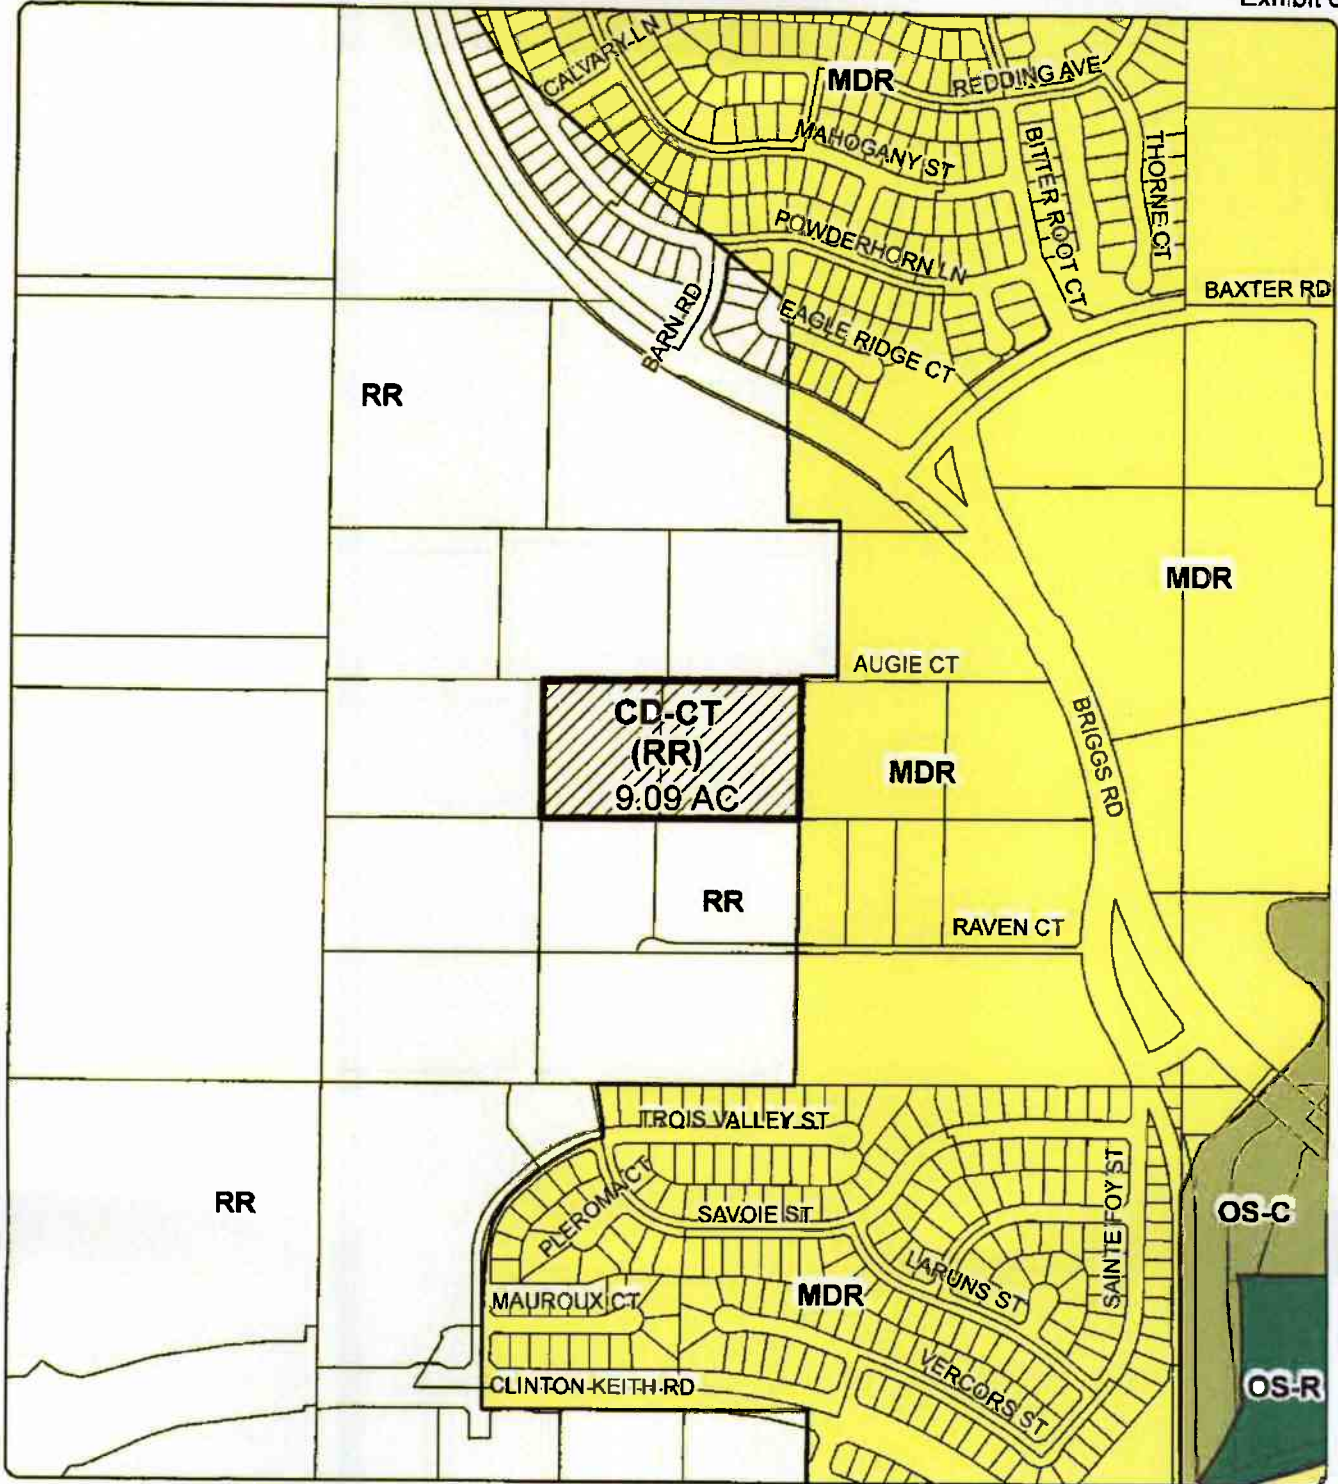 Exhibit
CALVARY LN
MDR
REDDING AVE
MAHOGANY ST
BITTER ROOT CT
THORNE CT
POWDERHORN LN
BAXTER RD
BARN RD
EAGLE RIDGE CT
RR
MDR
AUGIE CT
CD-CT
(RR)
9.09 AC
MDR
BRIGGS RD
RR
RAVEN CT
TROIS VALLEY ST
PLEROMA CT
SAVOIE ST
SAINTE FOY ST
RR
OS-C
LARUNS ST
MAUROUX CT
MDR
VERCORS ST
CLINTON KEITH RD
OS-R